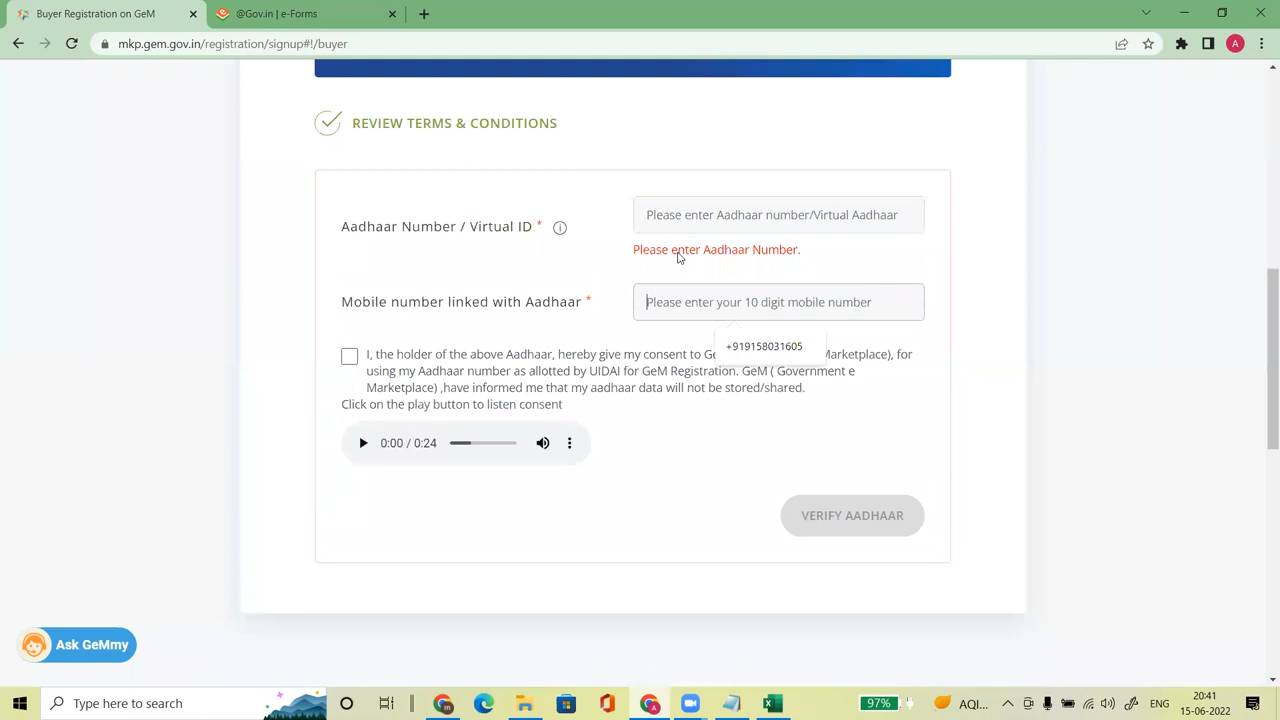 Buyer Registration on GeM
@Gov.in | e-Forms
mkp.gem.gov.in/registration/signup#!/buyer
A
REVIEW TERMS & CONDITIONS
Aadhaar Number / Virtual ID *
Please enter Aadhaar number/Virtual Aadhaar
Please enter Aadhaar Number.
Mobile number linked with Aadhaar *
Please enter your 10 digit mobile number
+919158031605
I, the holder of the above Aadhaar, hereby give my consent to Ge Marketplace), for
using my Aadhaar number as allotted by UIDAI for GeM Registration. GeM ( Government e
Marketplace) ,have informed me that my aadhaar data will not be stored/shared.
Click on the play button to listen consent
0:00 / 0:24
VERIFY AADHAAR
Ask GeMmy
Type here to search
97%
AQI...
ENG
20:41
15-06-2022